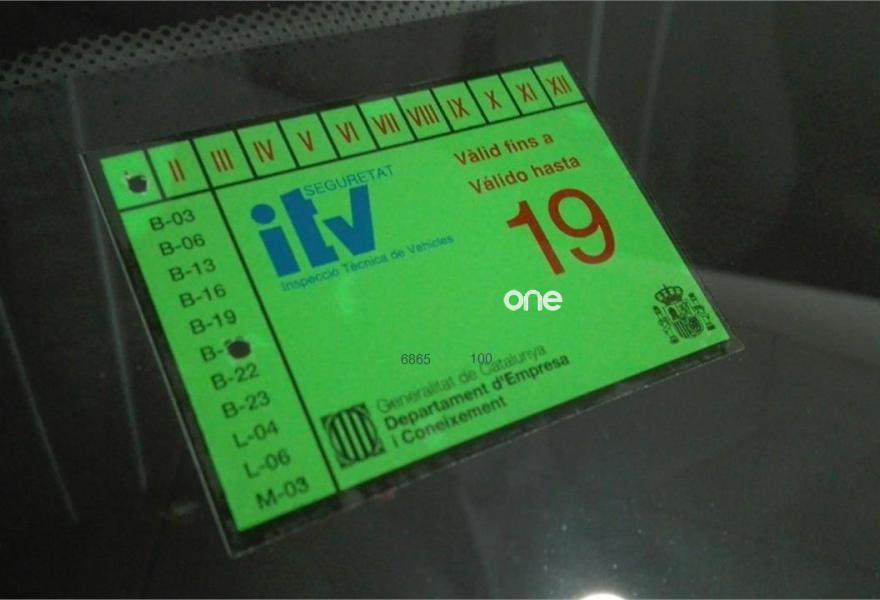 II III IV V VI VII VIII IX X XI XII
SEGURETAT
itv
Inspecció Tècnica de Vehicles
Vàlid fins a
Válido hasta
19
one
B-03
B-06
B-13
B-16
B-19
B-22
B-23
L-04
L-06
M-03
6865 100
Generalitat de Catalunya
Departament d'Empresa
i Coneixement